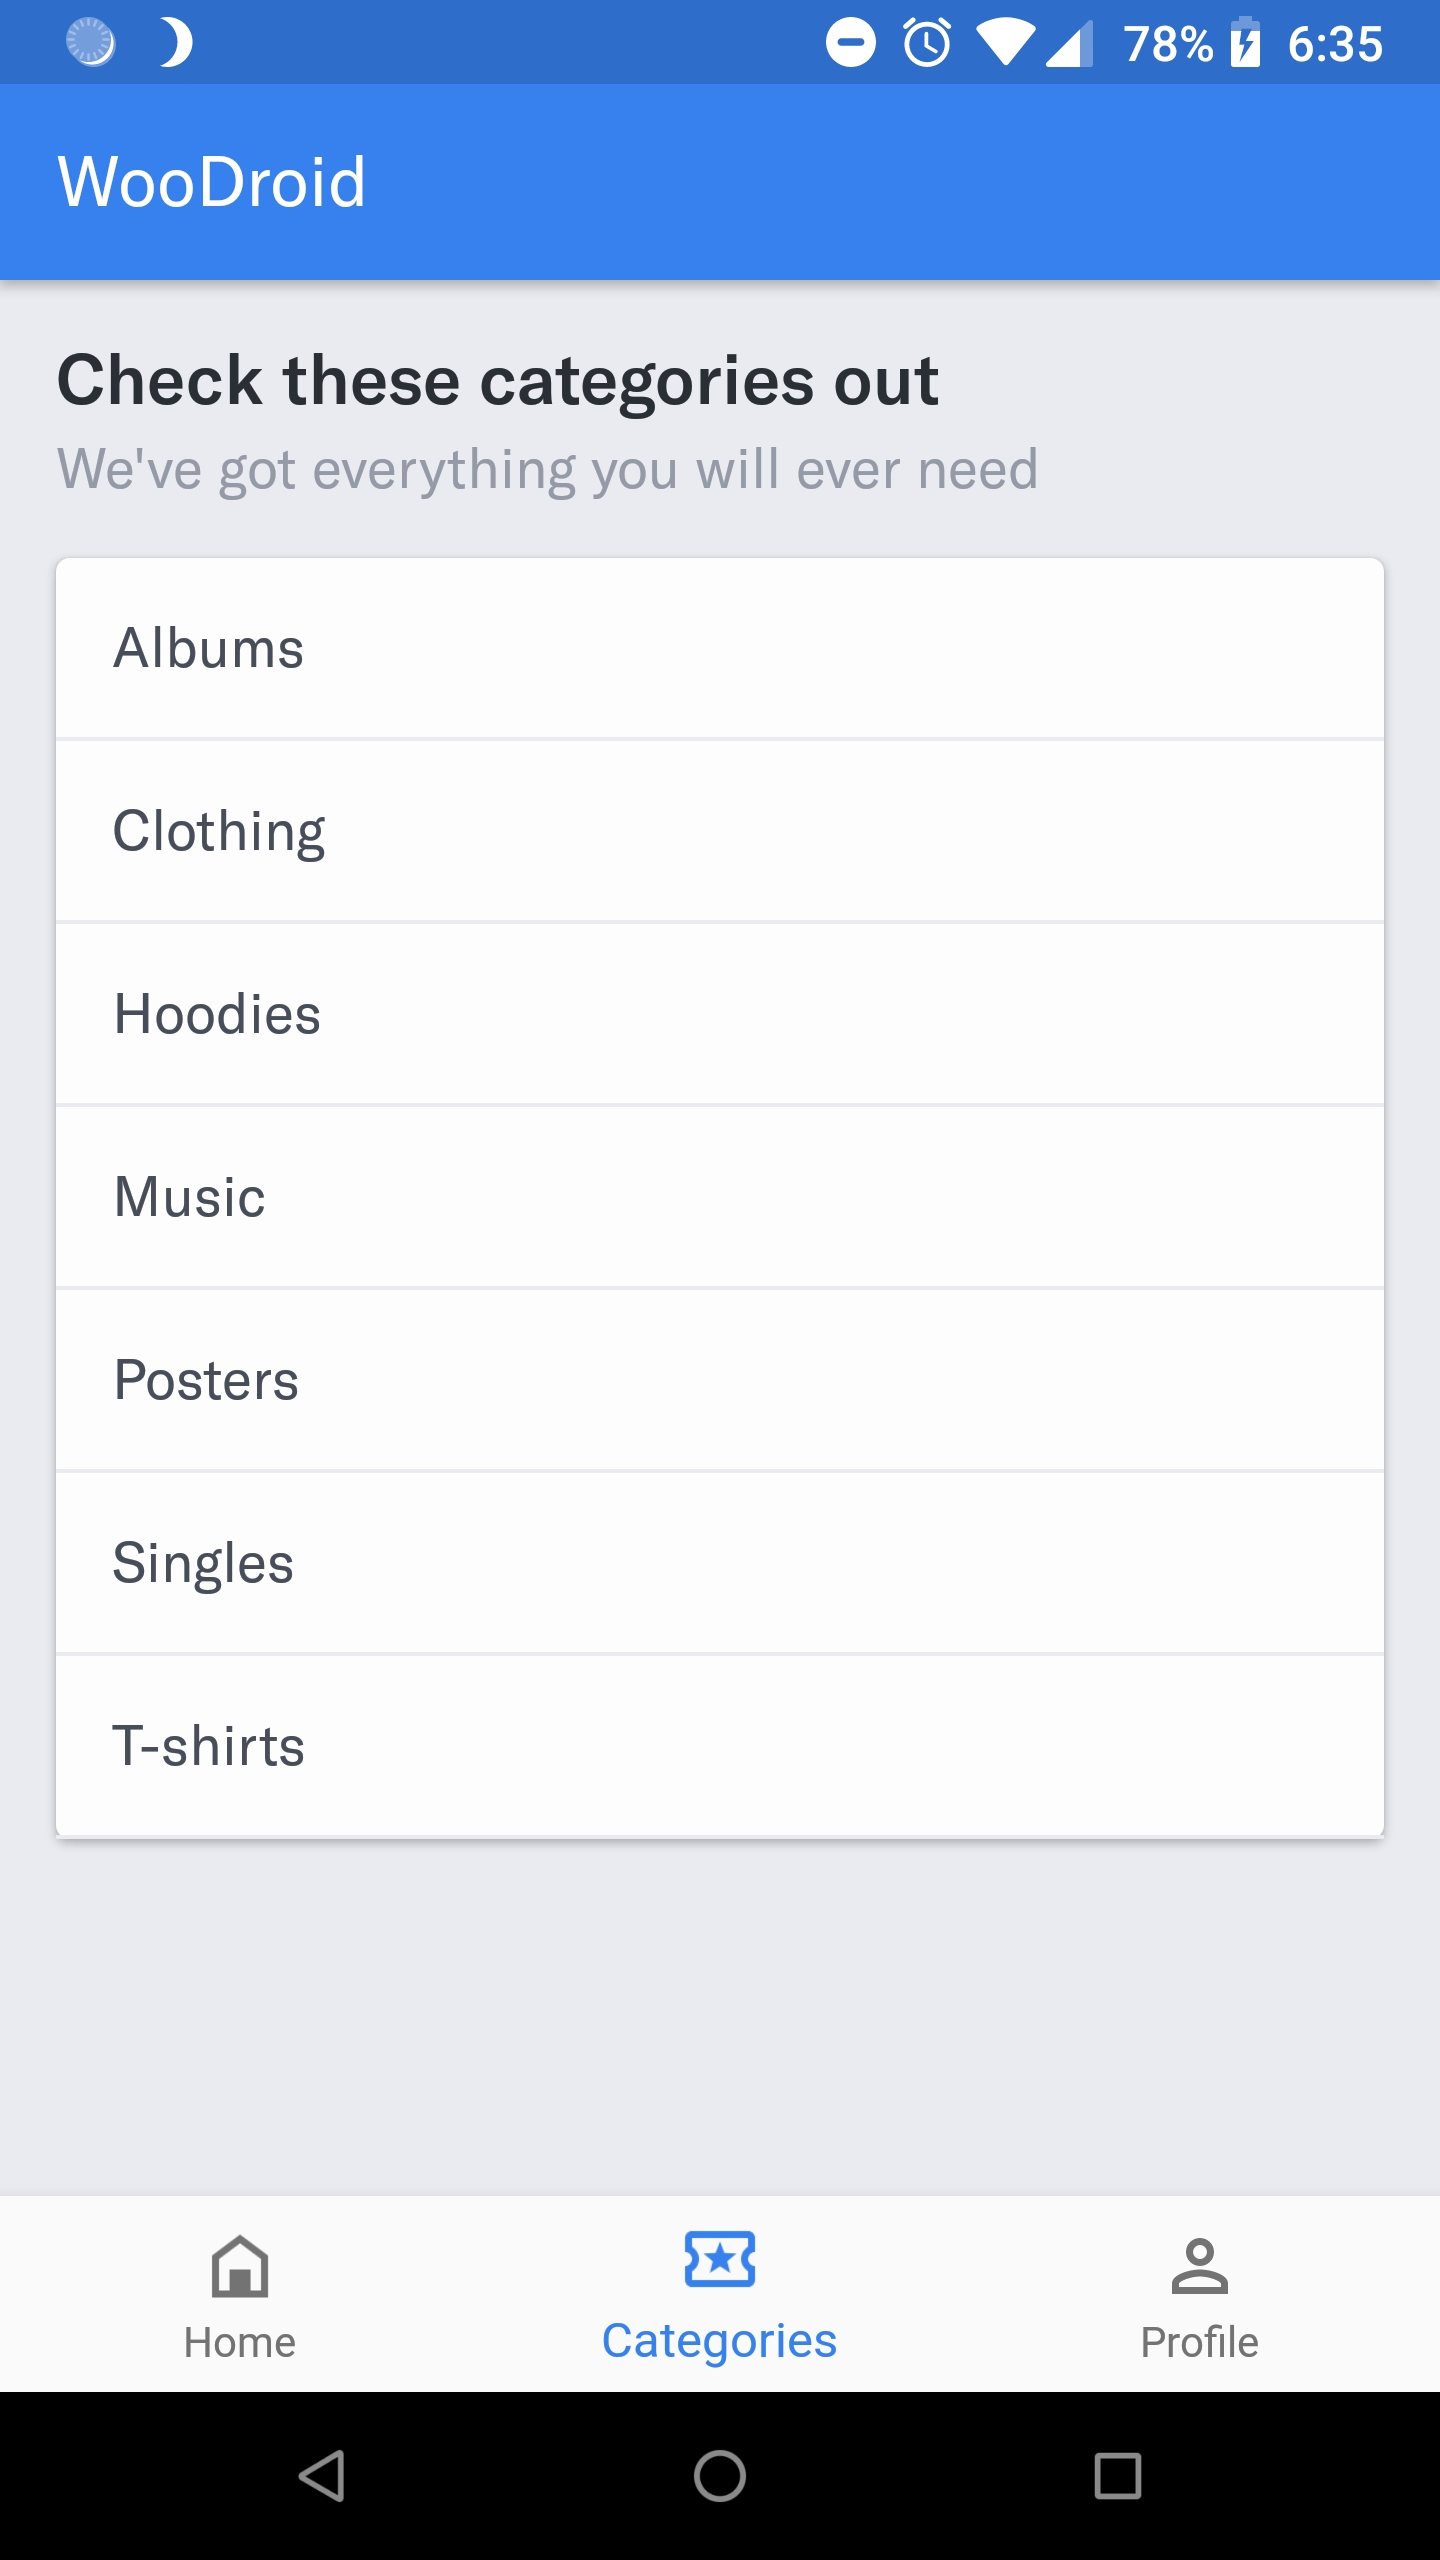 78% 6:35
WooDroid
Check these categories out
We've got everything you will ever need
Albums
Clothing
Hoodies
Music
Posters
Singles
T-shirts
Home Categories Profile